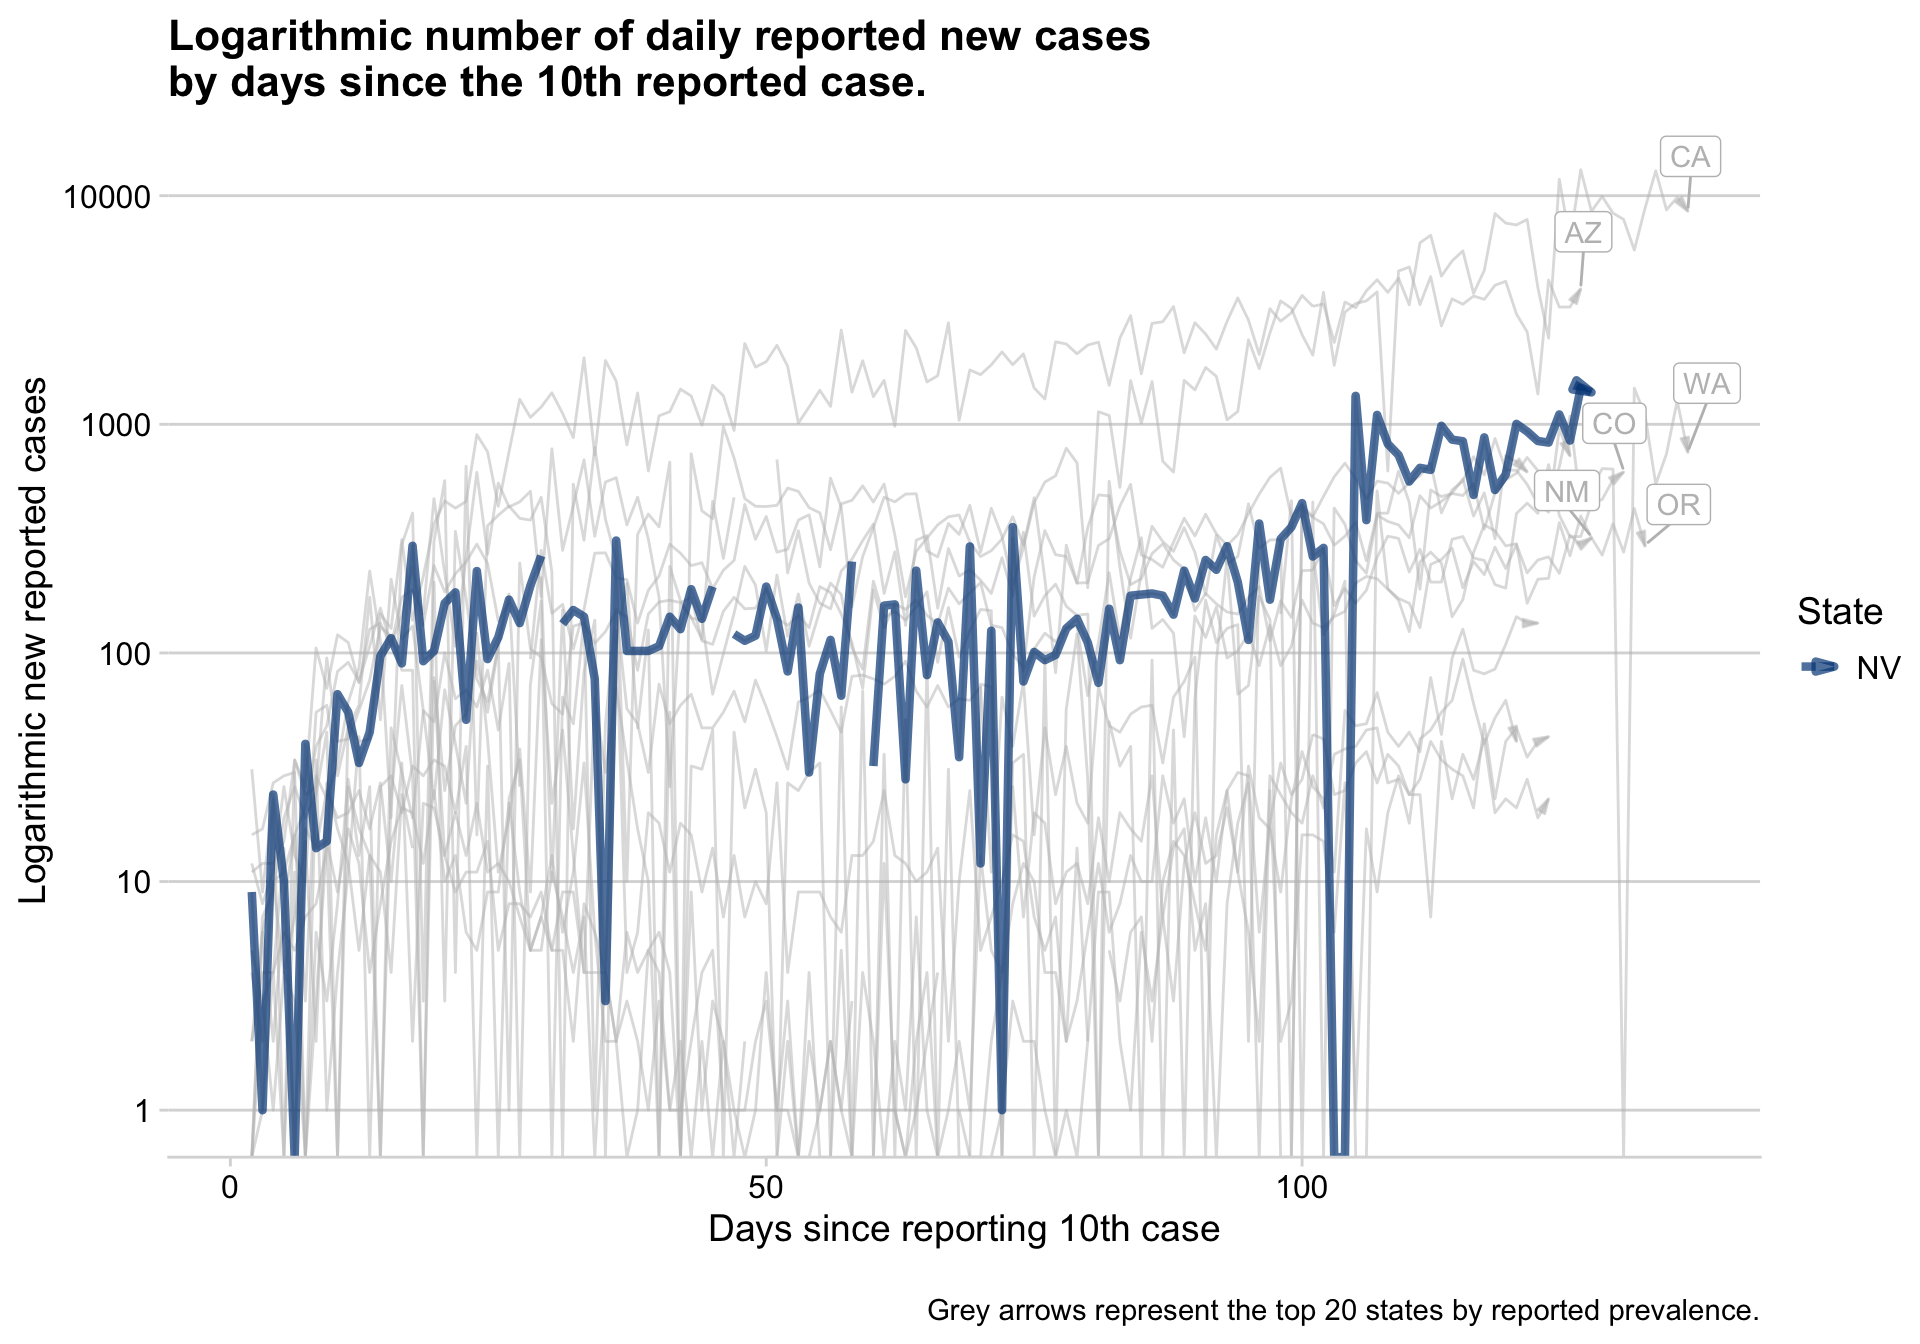 Logarithmic number of daily reported new cases
by days since the 10th reported case.
CA
10000
AZ
WA
1000
CO
NM
OR
Logarithmic new reported cases
State
NV
100
10
1
0
50
100
Days since reporting 10th case
Grey arrows represent the top 20 states by reported prevalence.